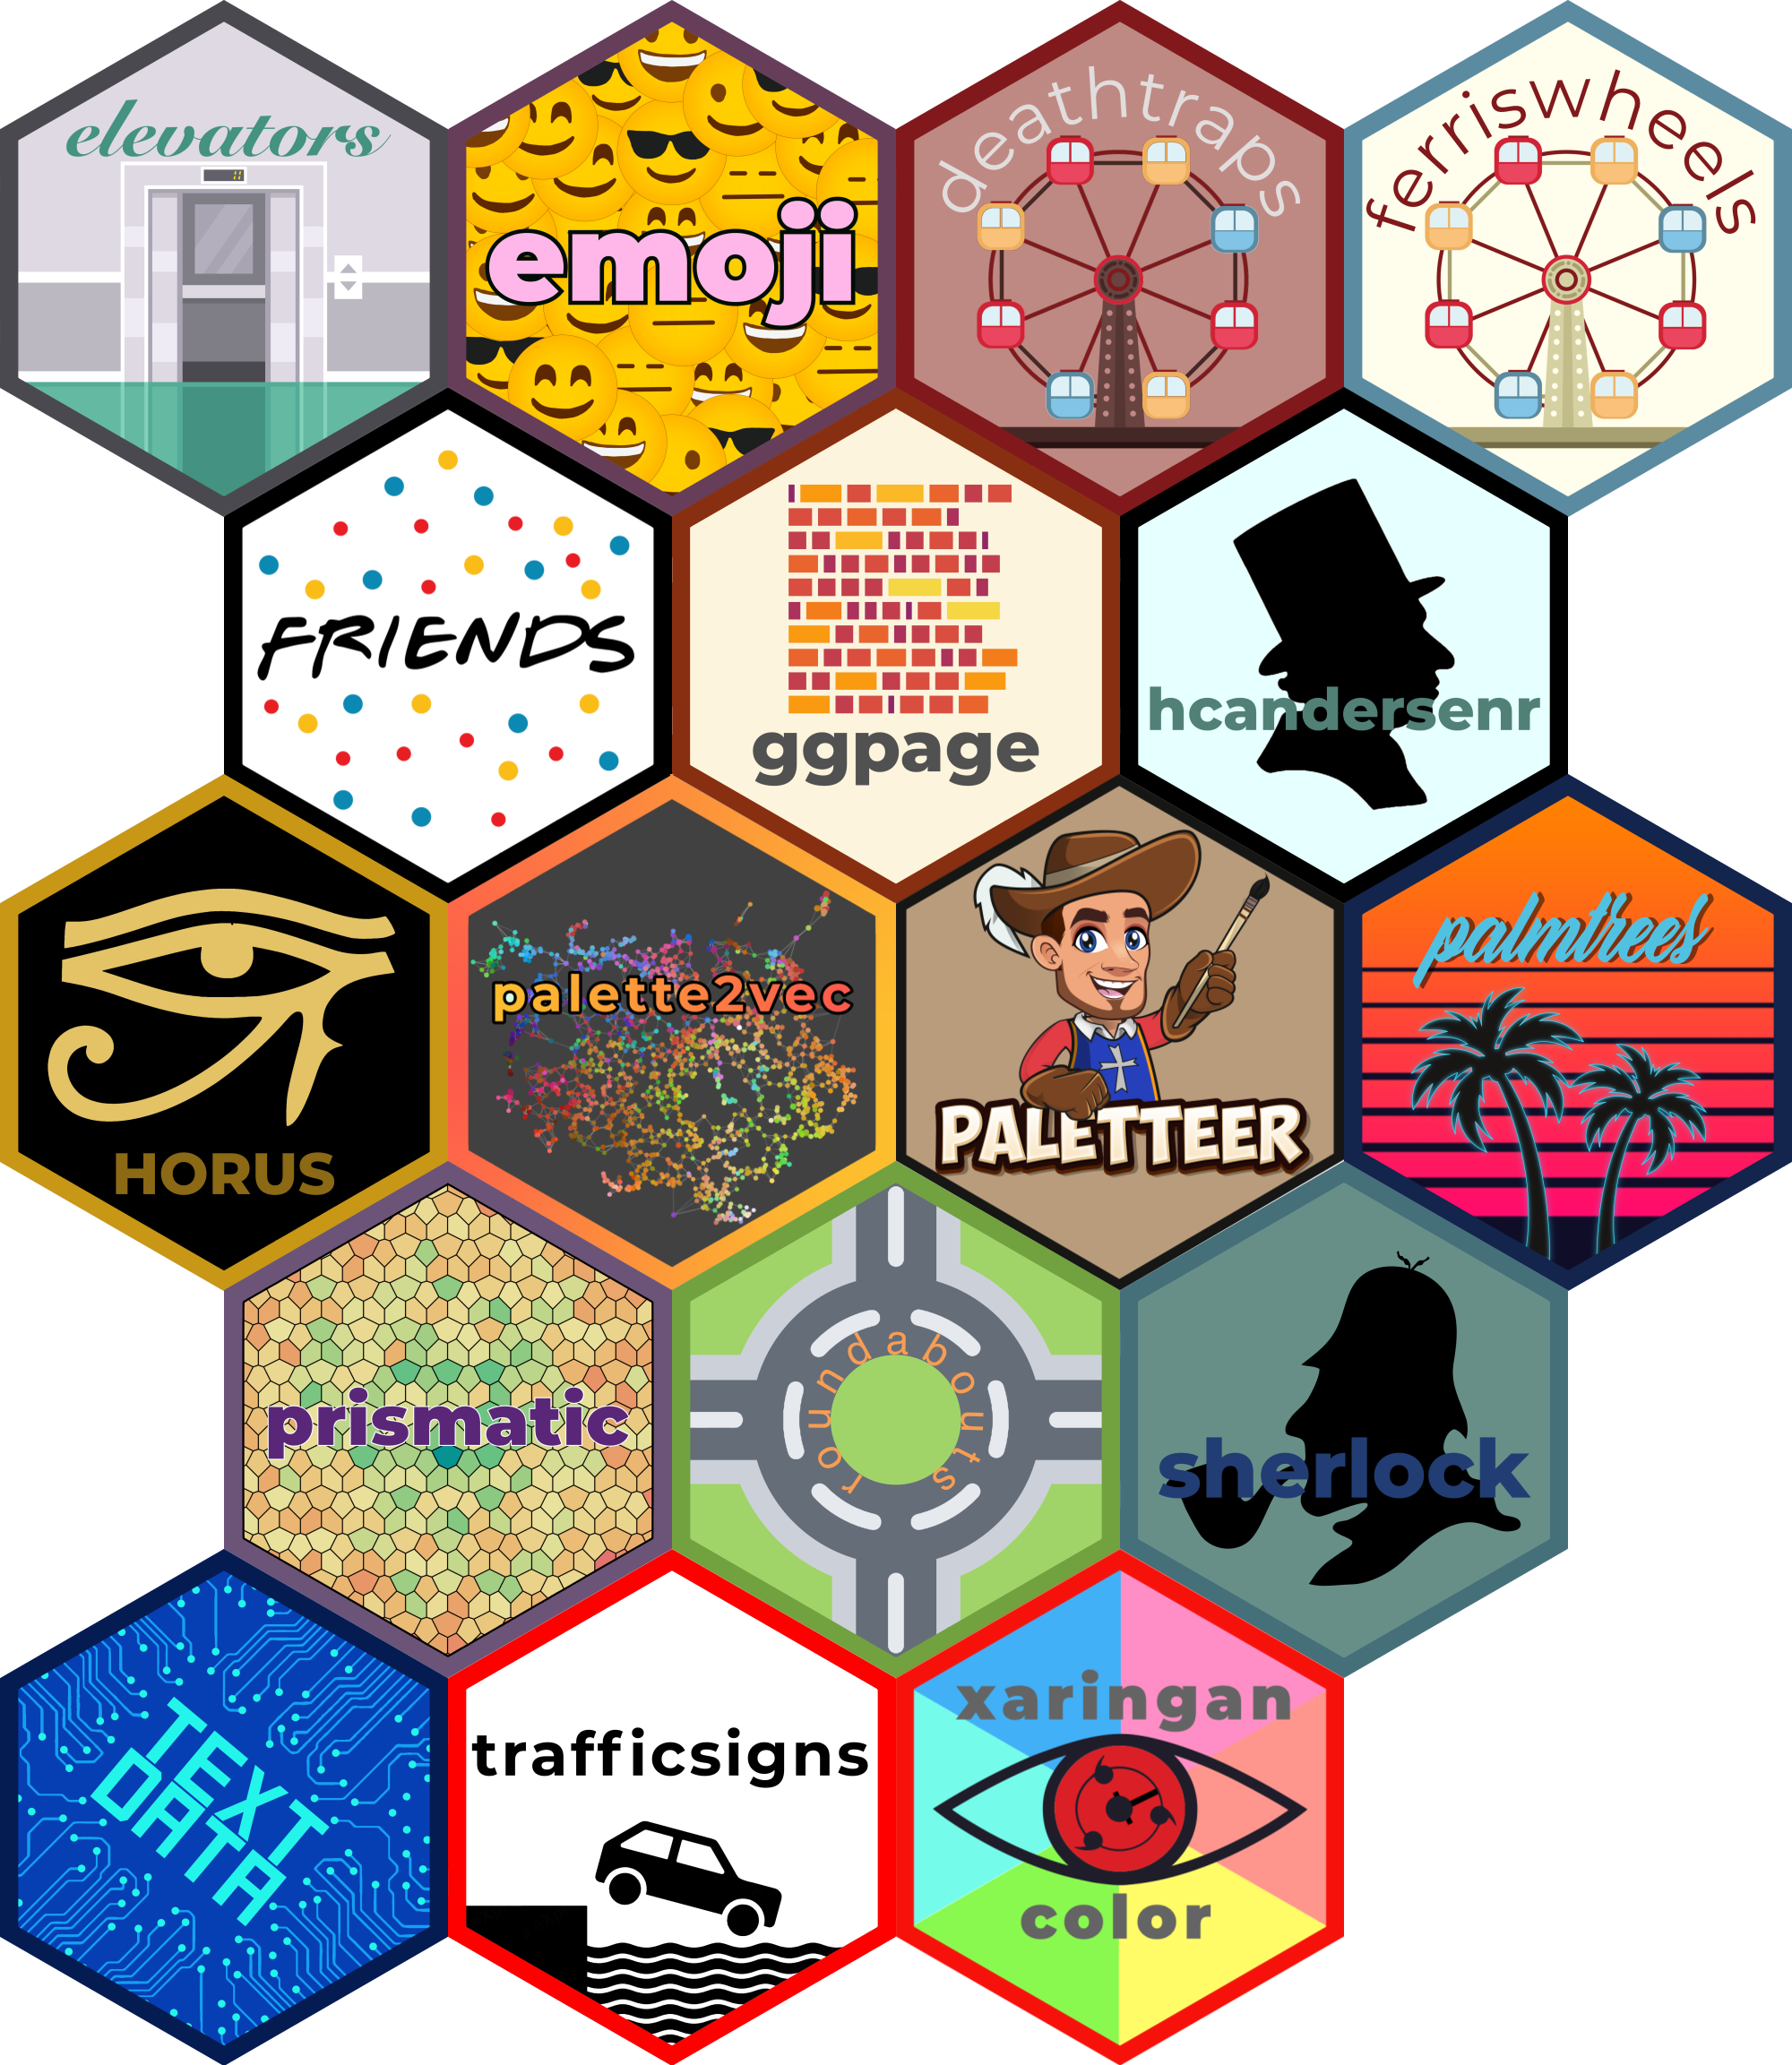 elevators
emoji
deathtraps
ferriswheels
FRIENDS
ggpage
hcandersenr
HORUS
palette2vec
PALETTEER
palmtrees
prismatic
roundabouts
sherlock
TEXT
DATA
trafficsigns
xaringan
color